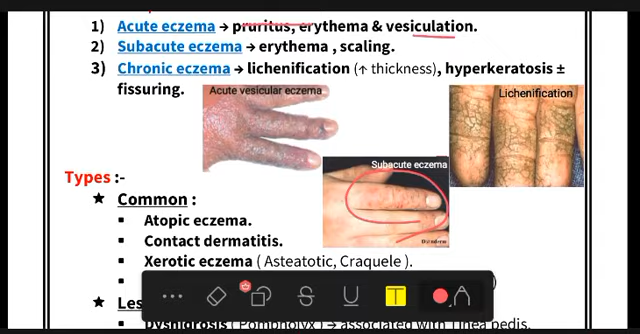 1) Acute eczema → pruritus, erythema & vesiculation.
2) Subacute eczema → erythema , scaling.
3) Chronic eczema → lichenification (↑ thickness), hyperkeratosis ±
fissuring.
Acute vesicular eczema
Lichenification
Subacute eczema
Types :-
★ Common :
▪ Atopic eczema.
▪ Contact dermatitis.
▪ Xerotic eczema ( Asteatotic, Craquele ).
★ Les
▪ Dyshidrosis ( Pompholyx ) → associated with Tinea pedis.